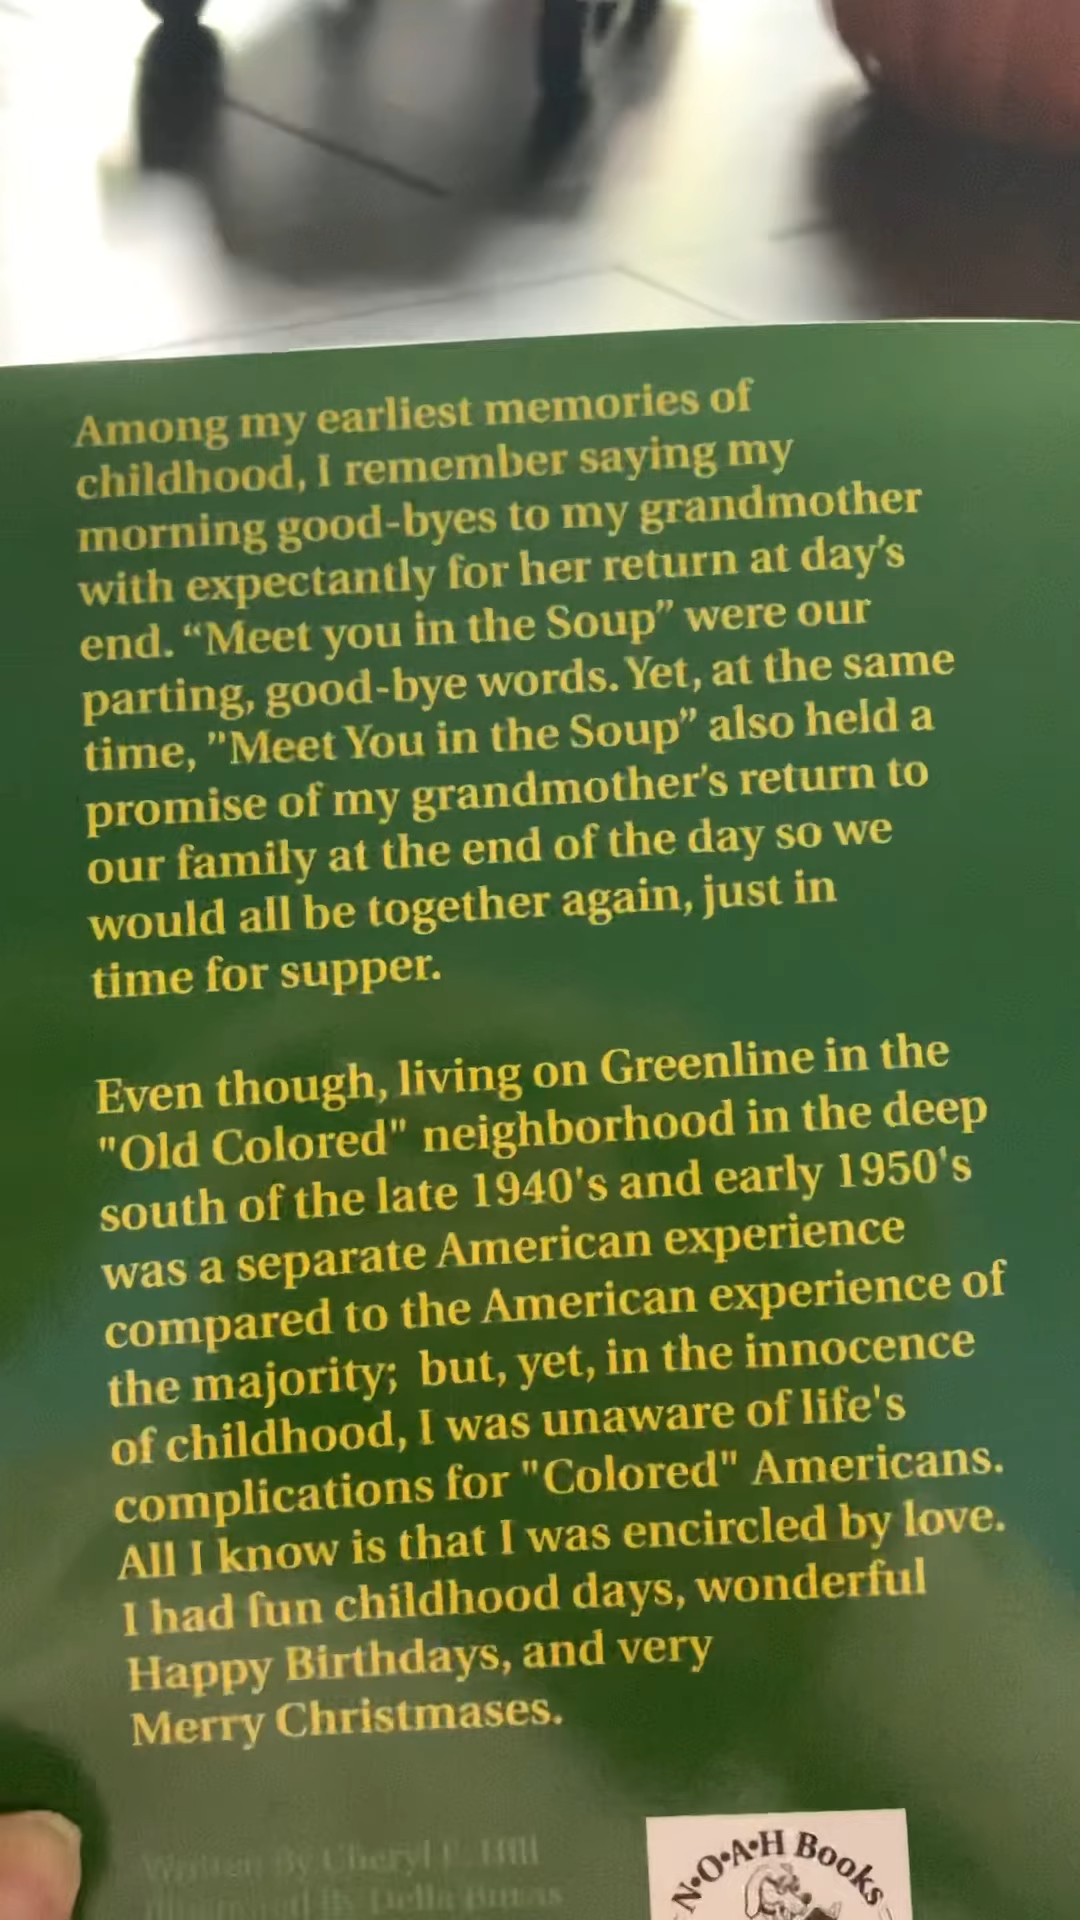 Among my earliest memories of
childhood, I remember saying my
morning good-byes to my grandmother
with expectantly for her return at day's
end. “Meet you in the Soup” were our
parting, good-bye words. Yet, at the same
time, ”Meet You in the Soup” also held a
promise of my grandmother's return to
our family at the end of the day so we
would all be together again, just in
time for supper.
Even though, living on Greenline in the
"Old Colored" neighborhood in the deep
south of the late 1940's and early 1950's
was a separate American experience
compared to the American experience of
the majority; but, yet, in the innocence
of childhood, I was unaware of life's
complications for "Colored" Americans.
All I know is that I was encircled by love.
I had fun childhood days, wonderful
Happy Birthdays, and very
Merry Christmases.
Written By Cheryl Hill
By Della
N•O•A•H Books